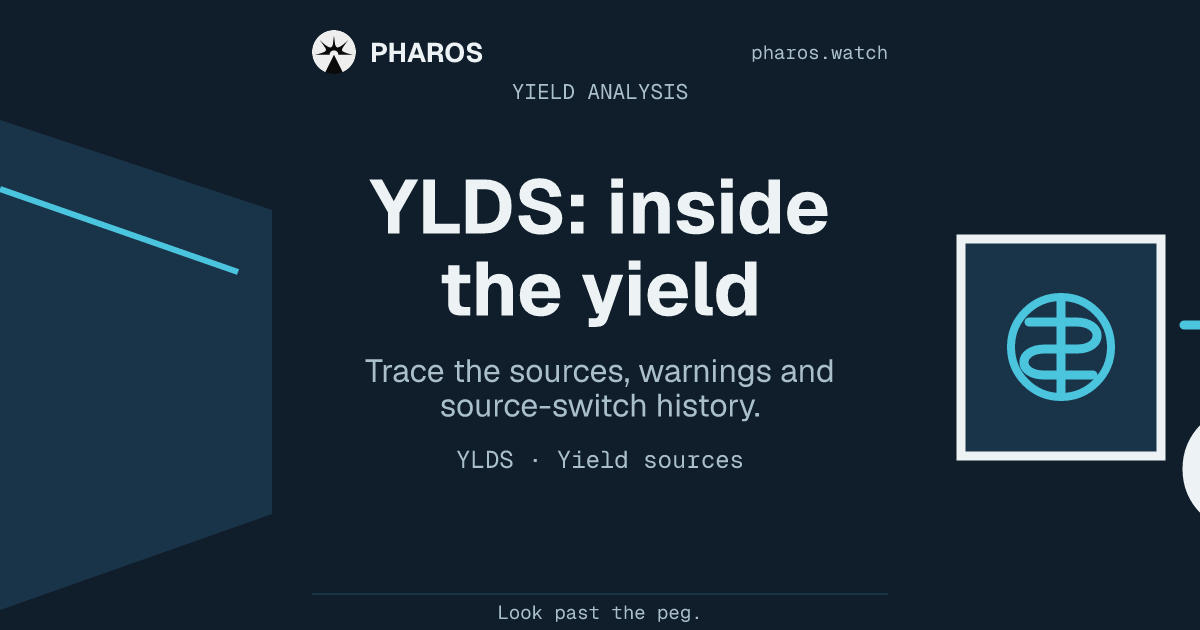 PHAROS
pharos.watch
YIELD ANALYSIS
YLDS: inside
the yield
Trace the sources, warnings and
source-switch history.
YLDS · Yield sources
Look past the peg.